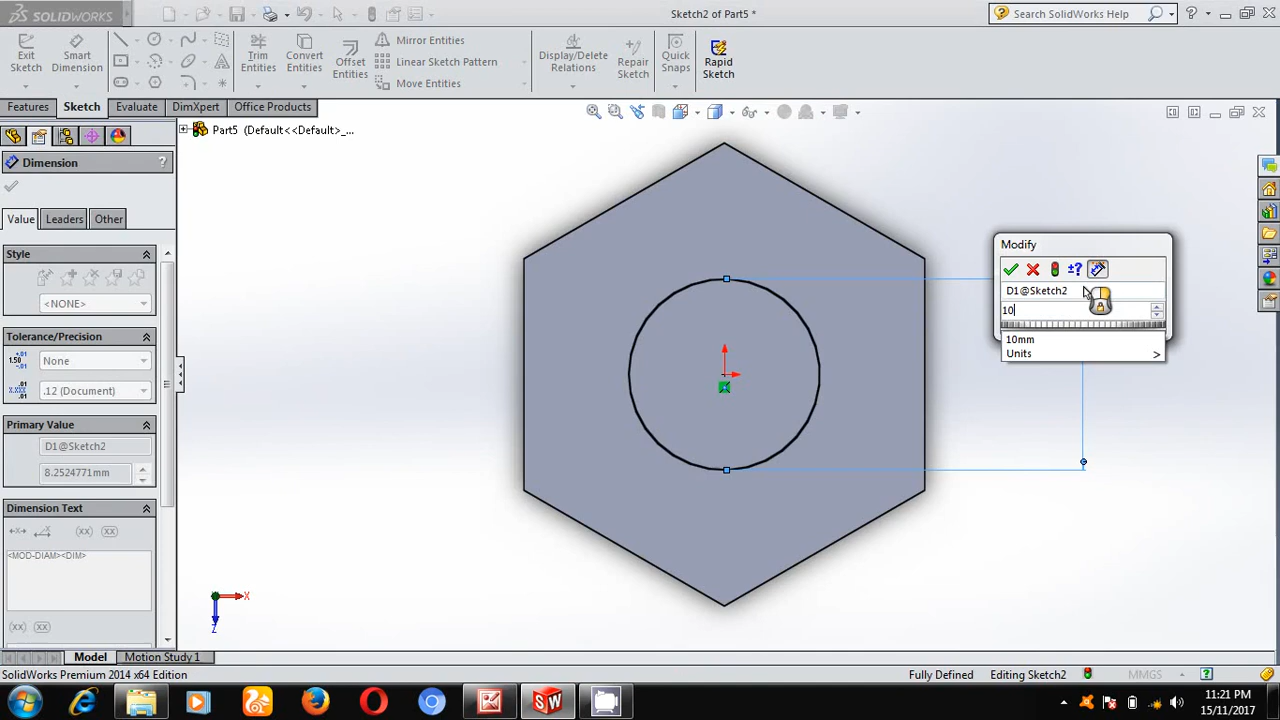 SOLIDWORKS
Sketch2 of Part5 *
Search SolidWorks Help
Exit Sketch
Smart Dimension
Trim Entities
Convert Entities
Offset Entities
Mirror Entities
Linear Sketch Pattern
Move Entities
Display/Delete Relations
Repair Sketch
Quick Snaps
Rapid Sketch
Features
Sketch
Evaluate
DimXpert
Office Products
Part5 (Default<<Default>_...
Dimension
?
Value
Leaders
Other
Style
<NONE>
Tolerance/Precision
None
.12 (Document)
Primary Value
D1@Sketch2
8.2524771mm
Dimension Text
<MOD-DIAM><DIM>
Modify
D1@Sketch2
10
10mm
Units >
X
Z
Model
Motion Study 1
SolidWorks Premium 2014 x64 Edition
Fully Defined
Editing Sketch2
MMGS
11:21 PM
15/11/2017